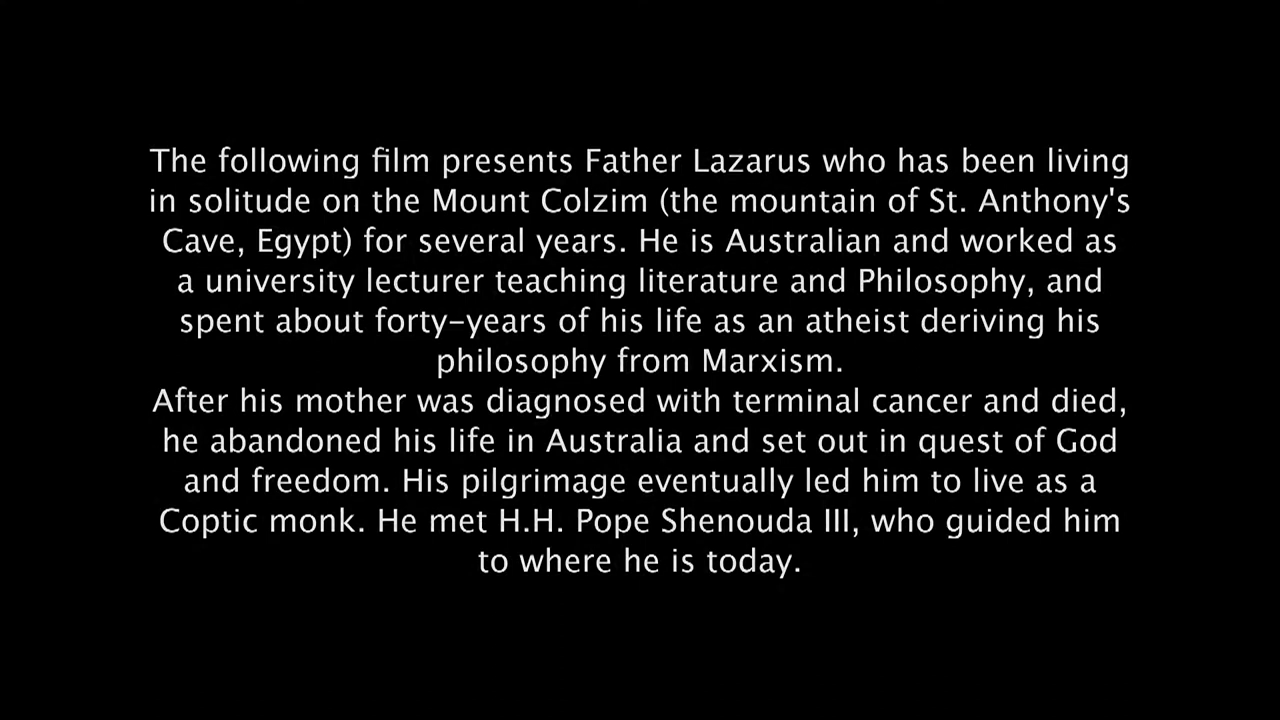 The following film presents Father Lazarus who has been living
in solitude on the Mount Colzim (the mountain of St. Anthony's
Cave, Egypt) for several years. He is Australian and worked as
a university lecturer teaching literature and Philosophy, and
spent about forty–years of his life as an atheist deriving his
philosophy from Marxism.
After his mother was diagnosed with terminal cancer and died,
he abandoned his life in Australia and set out in quest of God
and freedom. His pilgrimage eventually led him to live as a
Coptic monk. He met H.H. Pope Shenouda III, who guided him
to where he is today.